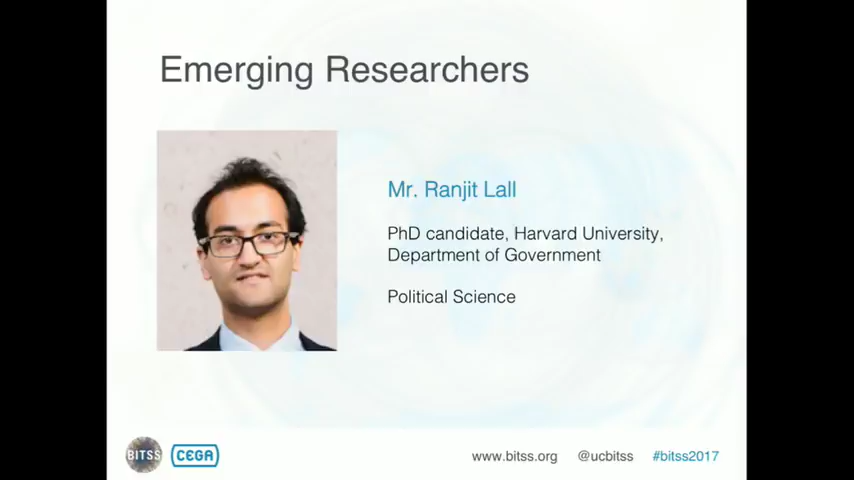 Emerging Researchers
Mr. Ranjit Lall
PhD candidate, Harvard University,
Department of Government
Political Science
BITSS
CEGA
www.bitss.org @ucbitss #bitss2017